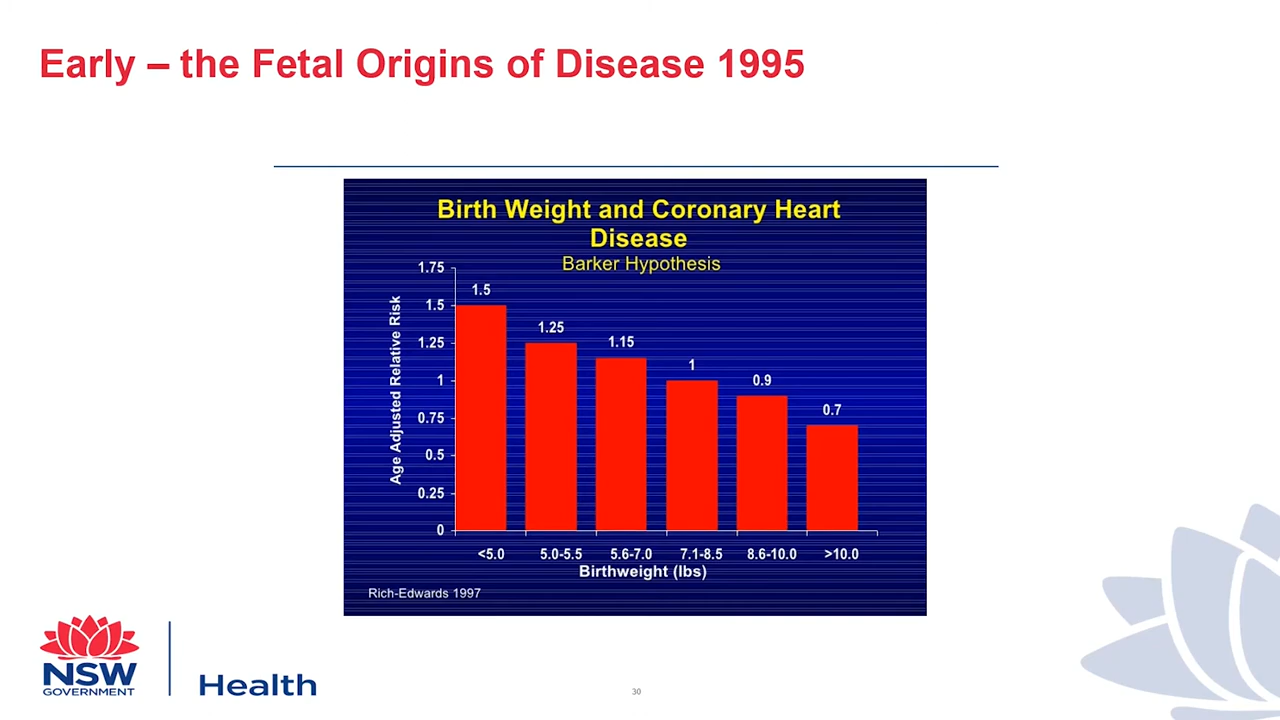 Early – the Fetal Origins of Disease 1995
Birth Weight and Coronary Heart
Disease
Barker Hypothesis
Age Adjusted Relative Risk
1.75
1.5
1.25
1
0.75
0.5
0.25
0
1.5
1.25
1.15
1
0.9
0.7
<5.0 5.0-5.5 5.6-7.0 7.1-8.5 8.6-10.0 >10.0
Birthweight (lbs)
Rich-Edwards 1997
NSW
GOVERNMENT
Health
30